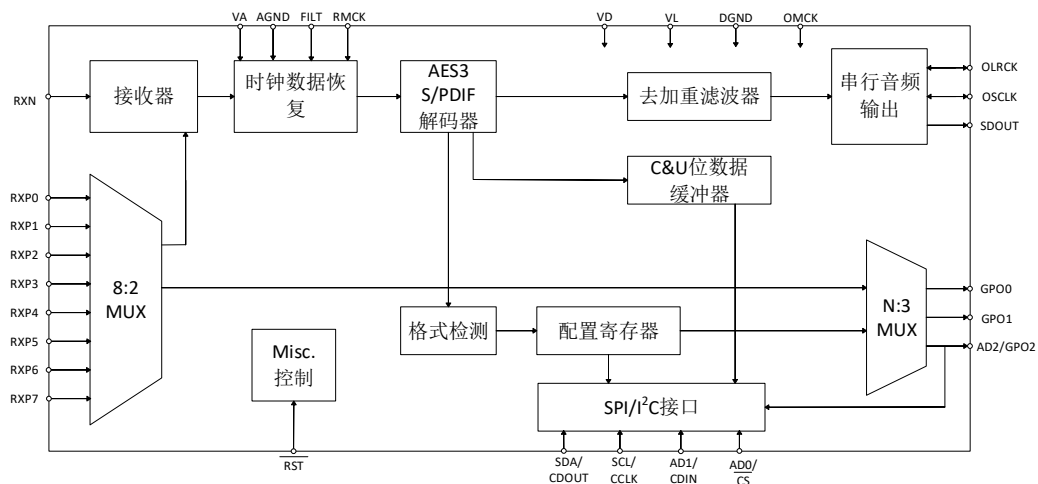 VA AGND FILT RMCK VD VL DGND OMCK
RXN
接收器
时钟数据恢
复
AES3
S/PDIF
解码器
去加重滤波器
串行音频
输出
OLRCK
OSCLK
SDOUT
C&U位数据
缓冲器
RXP0
RXP1
RXP2
RXP3
RXP4
RXP5
RXP6
RXP7
8:2
MUX
N:3
MUX
GPO0
GPO1
AD2/GPO2
格式检测
配置寄存器
Misc.
控制
SPI/I²C接口
RST
SDA/
CDOUT
SCL/
CCLK
AD1/
CDIN
AD0/
CS